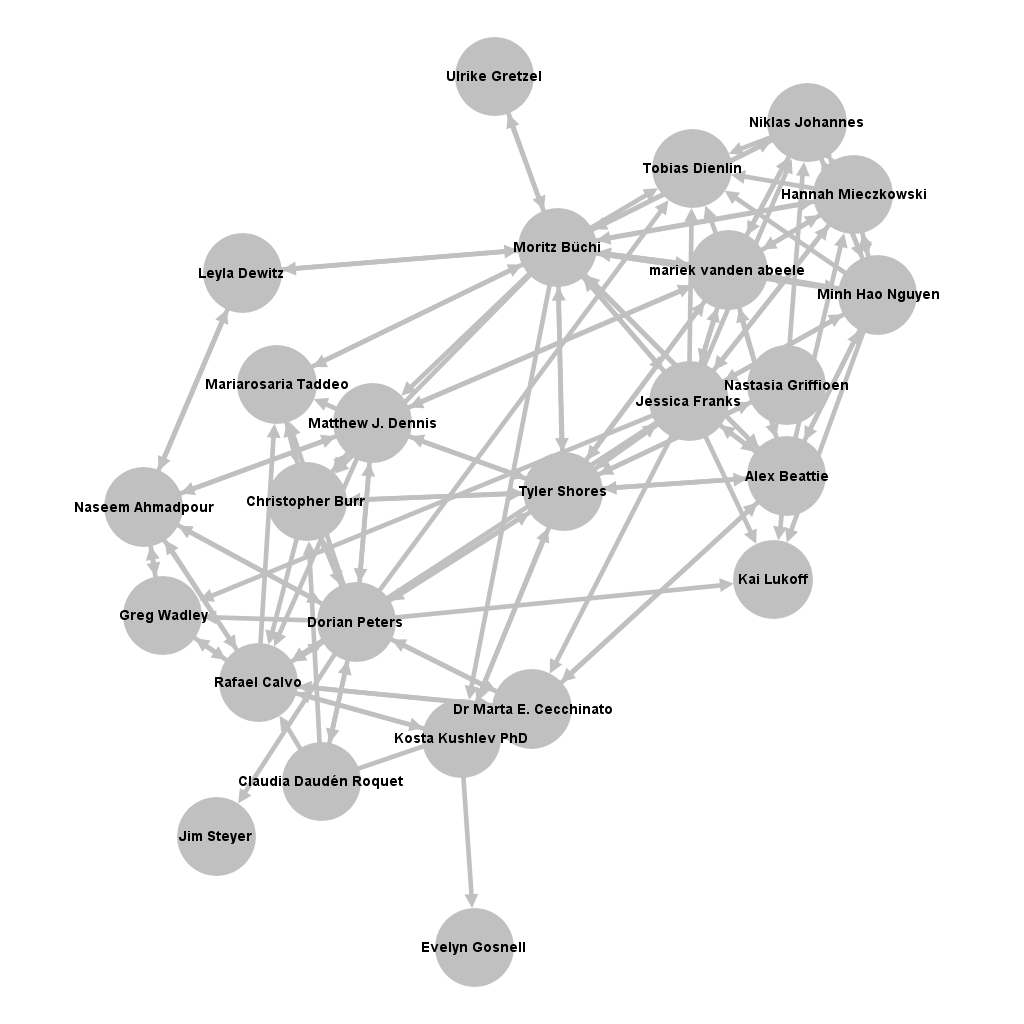 Ulrike Gretzel
Niklas Johannes
Tobias Dienlin
Hannah Mieczkowski
Moritz Büchi
mariek vanden abeele
Leyla Dewitz
Minh Hao Nguyen
Mariarosaria Taddeo
Nastasia Griffioen
Jessica Franks
Matthew J. Dennis
Alex Beattie
Tyler Shores
Christopher Burr
Naseem Ahmadpour
Kai Lukoff
Greg Wadley
Dorian Peters
Rafael Calvo
Dr Marta E. Cecchinato
Kosta Kushlev PhD
Claudia Daudén Roquet
Jim Steyer
Evelyn Gosnell